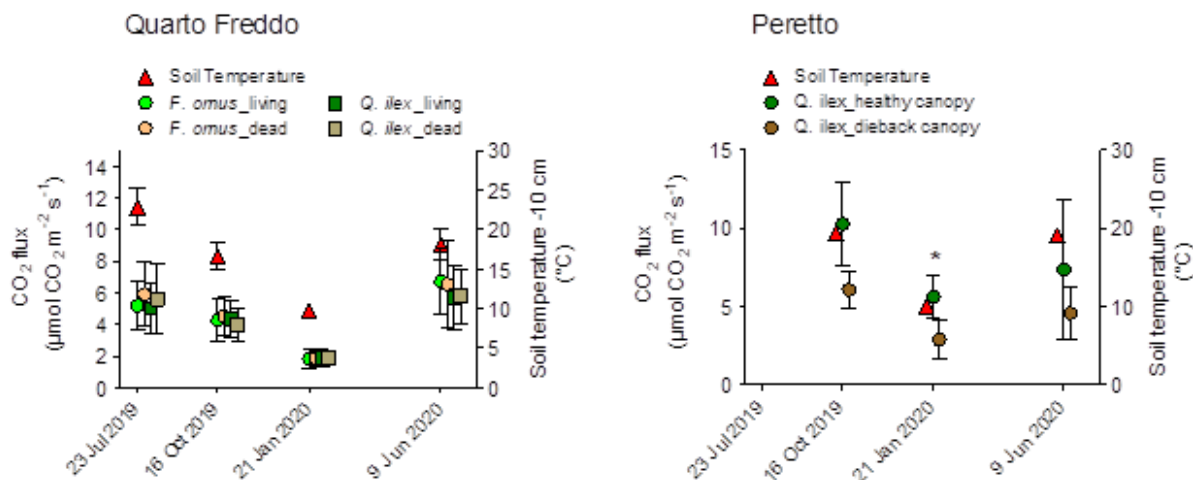 Quarto Freddo
Soil Temperature
F. ornus_living
Q. ilex_living
F. ornus_dead
Q. ilex_dead
CO₂ flux
(µmol CO₂ m⁻² s⁻¹)
14
12
10
8
6
4
2
0
30
25
20
15
10
5
0
Soil temperature -10 cm
(°C)
23 Jul 2019
16 Oct 2019
21 Jan 2020
9 Jun 2020
Peretto
Soil Temperature
Q. ilex_healthy canopy
Q. ilex_dieback canopy
CO₂ flux
(µmol CO₂ m⁻² s⁻¹)
15
10
5
0
*
30
20
10
0
Soil temperature -10 cm
(°C)
23 Jul 2019
16 Oct 2019
21 Jan 2020
9 Jun 2020